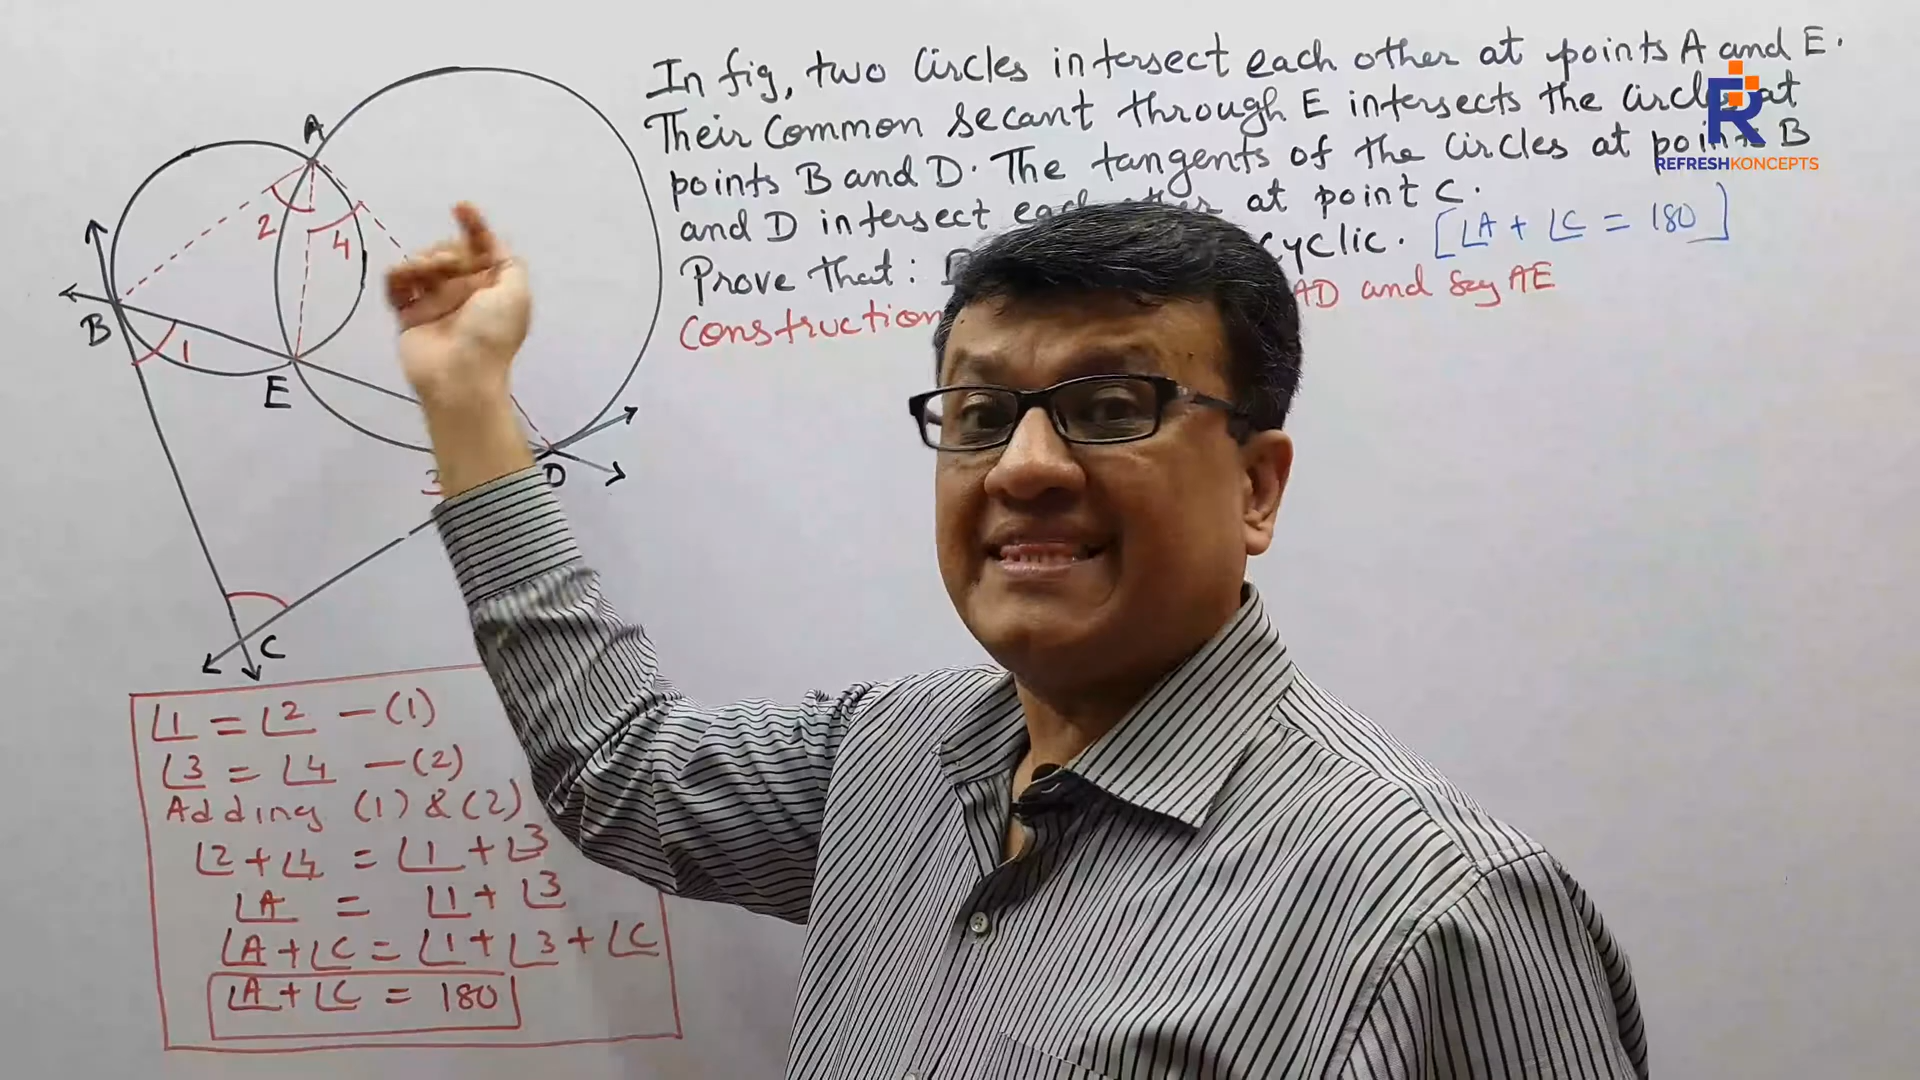 In fig, two Circles intersect each other at points A and E.
Their Common secant through E intersects the Circles at
points B and D. The tangents of the Circles at points B
and D intersect each other at point C.
Prove that: cyclic. [∠A + ∠C = 180]
Construction AD and seg AE
REFRESHKONCEPTS
A
2
4
B
1
E
3
D
C
∠1 = ∠2 — (1)
∠3 = ∠4 — (2)
Adding (1) & (2)
∠2 + ∠4 = ∠1 + ∠3
∠A = ∠1 + ∠3
∠A + ∠C = ∠1 + ∠3 + ∠C
∠A + ∠C = 180